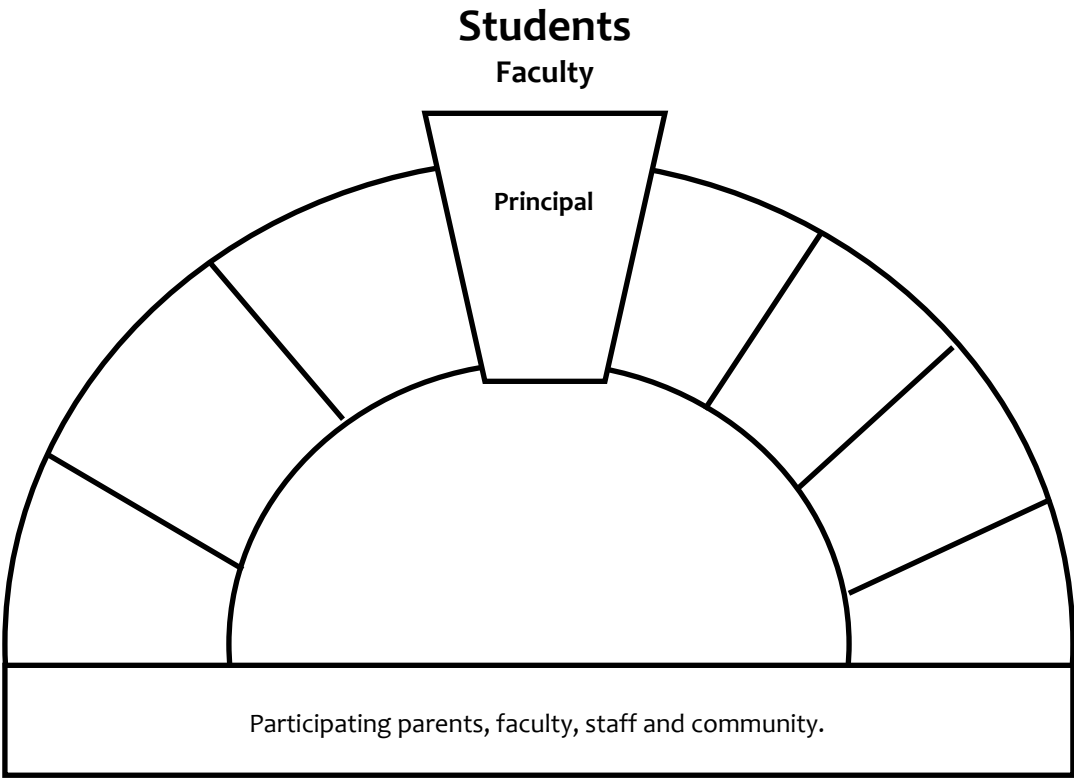 Students
Faculty
Principal
Participating parents, faculty, staff and community.